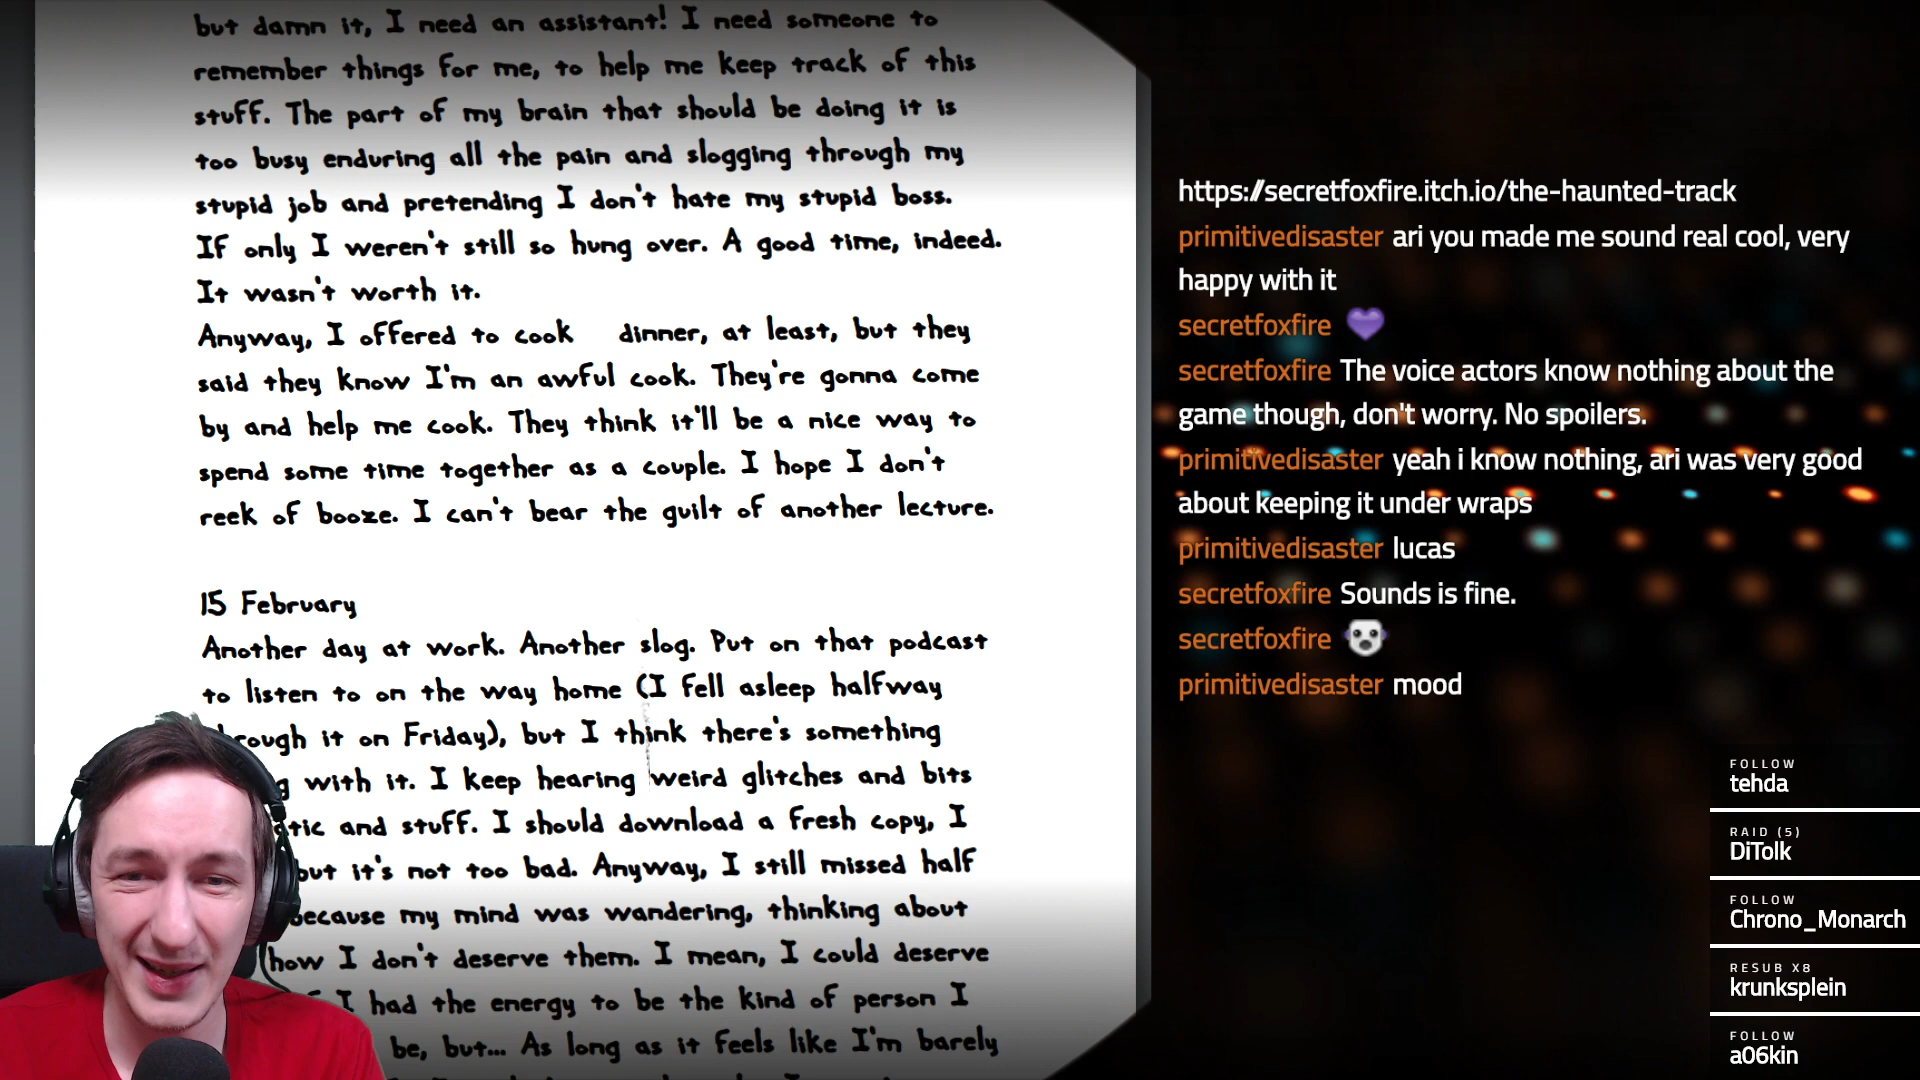 but damn it, I need an assistant! I need someone to
remember things for me, to help me keep track of this
stuff. The part of my brain that should be doing it is
too busy enduring all the pain and slogging through my
stupid job and pretending I don't hate my stupid boss.
If only I weren't still so hung over. A good time, indeed.
It wasn't worth it.
Anyway, I offered to cook dinner, at least, but they
said they know I'm an awful cook. They're gonna come
by and help me cook. They think it'll be a nice way to
spend some time together as a couple. I hope I don't
reek of booze. I can't bear the guilt of another lecture.
15 February
Another day at work. Another slog. Put on that podcast
to listen to on the way home (I fell asleep halfway
through it on Friday), but I think there's something
with it. I keep hearing weird glitches and bits
and stuff. I should download a fresh copy, I
but it's not too bad. Anyway, I still missed half
because my mind was wandering, thinking about
how I don't deserve them. I mean, I could deserve
I had the energy to be the kind of person I
be, but... As long as it feels like I'm barely
https://secretfoxfire.itch.io/the-haunted-track
primitivedisaster ari you made me sound real cool, very
happy with it
secretfoxfire 💜
secretfoxfire The voice actors know nothing about the
game though, don't worry. No spoilers.
primitivedisaster yeah i know nothing, ari was very good
about keeping it under wraps
primitivedisaster lucas
secretfoxfire Sounds is fine.
secretfoxfire
primitivedisaster mood
FOLLOW
tehda
RAID (5)
DiTolk
FOLLOW
Chrono_Monarch
RESUB X8
krunksplein
FOLLOW
a06kin